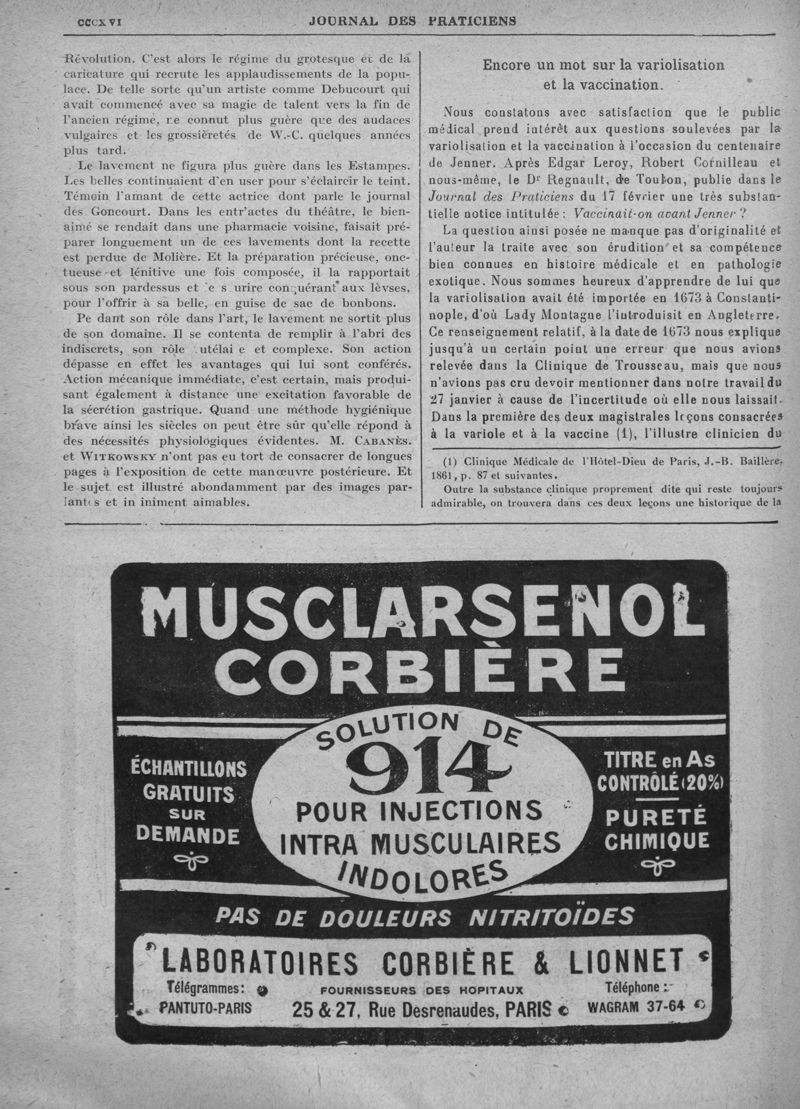 CCCXVI
JOURNAL DES PRATICIENS
Révolution. C'est alors le régime du grotesque et de la
caricature qui recrute les applaudissements de la popu-
lace. De telle sorte qu'un artiste comme Debucourt qui
avait commencé avec sa magie de talent vers la fin de
l'ancien régime, re connut plus guère que des audaces
vulgaires et les grossièretés de W.-C. quelques années
plus tard.
Le lavement ne figura plus guère dans les Estampes.
Les belles continuaient d'en user pour s'éclaircir le teint.
Témoin l'amant de cette actrice dont parle le journal
des Goncourt. Dans les entr'actes du théâtre, le bien-
aimé se rendait dans une pharmacie voisine, faisait pré-
parer longuement un de ces lavements dont la recette
est perdue de Molière. Et la préparation précieuse, onc-
tueuse et lénitive une fois composée, il la rapportait
sous son pardessus et e s urire conquérant aux lèvses,
pour l'offrir à sa belle, en guise de sac de bonbons.
Pe dant son rôle dans l'art, le lavement ne sortit plus
de son domaine. Il se contenta de remplir à l'abri des
indiscrets, son rôle utélai e et complexe. Son action
dépasse en effet les avantages qui lui sont conférés.
Action mécanique immédiate, c'est certain, mais produi-
sant également à distance une excitation favorable de
la sécrétion gastrique. Quand une méthode hygiénique
brave ainsi les siècles on peut être sûr qu'elle répond à
des nécessités physiologiques évidentes. M. CABANÈS.
et WITKOWSKY n'ont pas eu tort de consacrer de longues
pages à l'exposition de cette manœuvre postérieure. Et
le sujet est illustré abondamment par des images par-
lantes et in iniment aimables.
Encore un mot sur la variolisation
et la vaccination.
Nous constatons avec satisfaction que le public
médical prend intérêt aux questions soulevées par la
variolisation et la vaccination à l'occasion du centenaire
de Jenner. Après Edgar Leroy, Robert Cornilleau et
nous-même, le Dr Regnault, de Toulon, publie dans le
Journal des Praticiens du 17 février une très substan-
tielle notice intitulée : Vaccinait-on avant Jenner ?
La question ainsi posée ne manque pas d'originalité et
l'auteur la traite avec son érudition et sa compétence
bien connues en histoire médicale et en pathologie
exotique. Nous sommes heureux d'apprendre de lui que
la variolisation avait été importée en 1673 à Constanti-
nople, d'où Lady Montagne l'introduisit en Angleterre.
Ce renseignement relatif, à la date de 1673 nous explique
jusqu'à un certain point une erreur que nous avions
relevée dans la Clinique de Trousseau, mais que nous
n'avions pas cru devoir mentionner dans notre travail du
27 janvier à cause de l'incertitude où elle nous laissait.
Dans la première des deux magistrales leçons consacrées
à la variole et à la vaccine (1), l'illustre clinicien du
(1) Clinique Médicale de l'Hôtel-Dieu de Paris, J.-B. Baillère,
1861, p. 87 et suivantes.
Outre la substance clinique proprement dite qui reste toujours
admirable, on trouvera dans ces deux leçons une historique de la
MUSCLARSENOL
CORBIÈRE
ÉCHANTILLONS
GRATUITS
SUR
DEMANDE
SOLUTION DE
914
POUR INJECTIONS
INTRA MUSCULAIRES
INDOLORES
TITRE en As
CONTRÔLÉ (20%)
PURETÉ
CHIMIQUE
PAS DE DOULEURS NITRITOÏDES
LABORATOIRES CORBIÈRE & LIONNET
Télégrammes:
PANTUTO-PARIS
FOURNISSEURS DES HOPITAUX
25 & 27, Rue Desrenaudes, PARIS
Téléphone :
WAGRAM 37-64